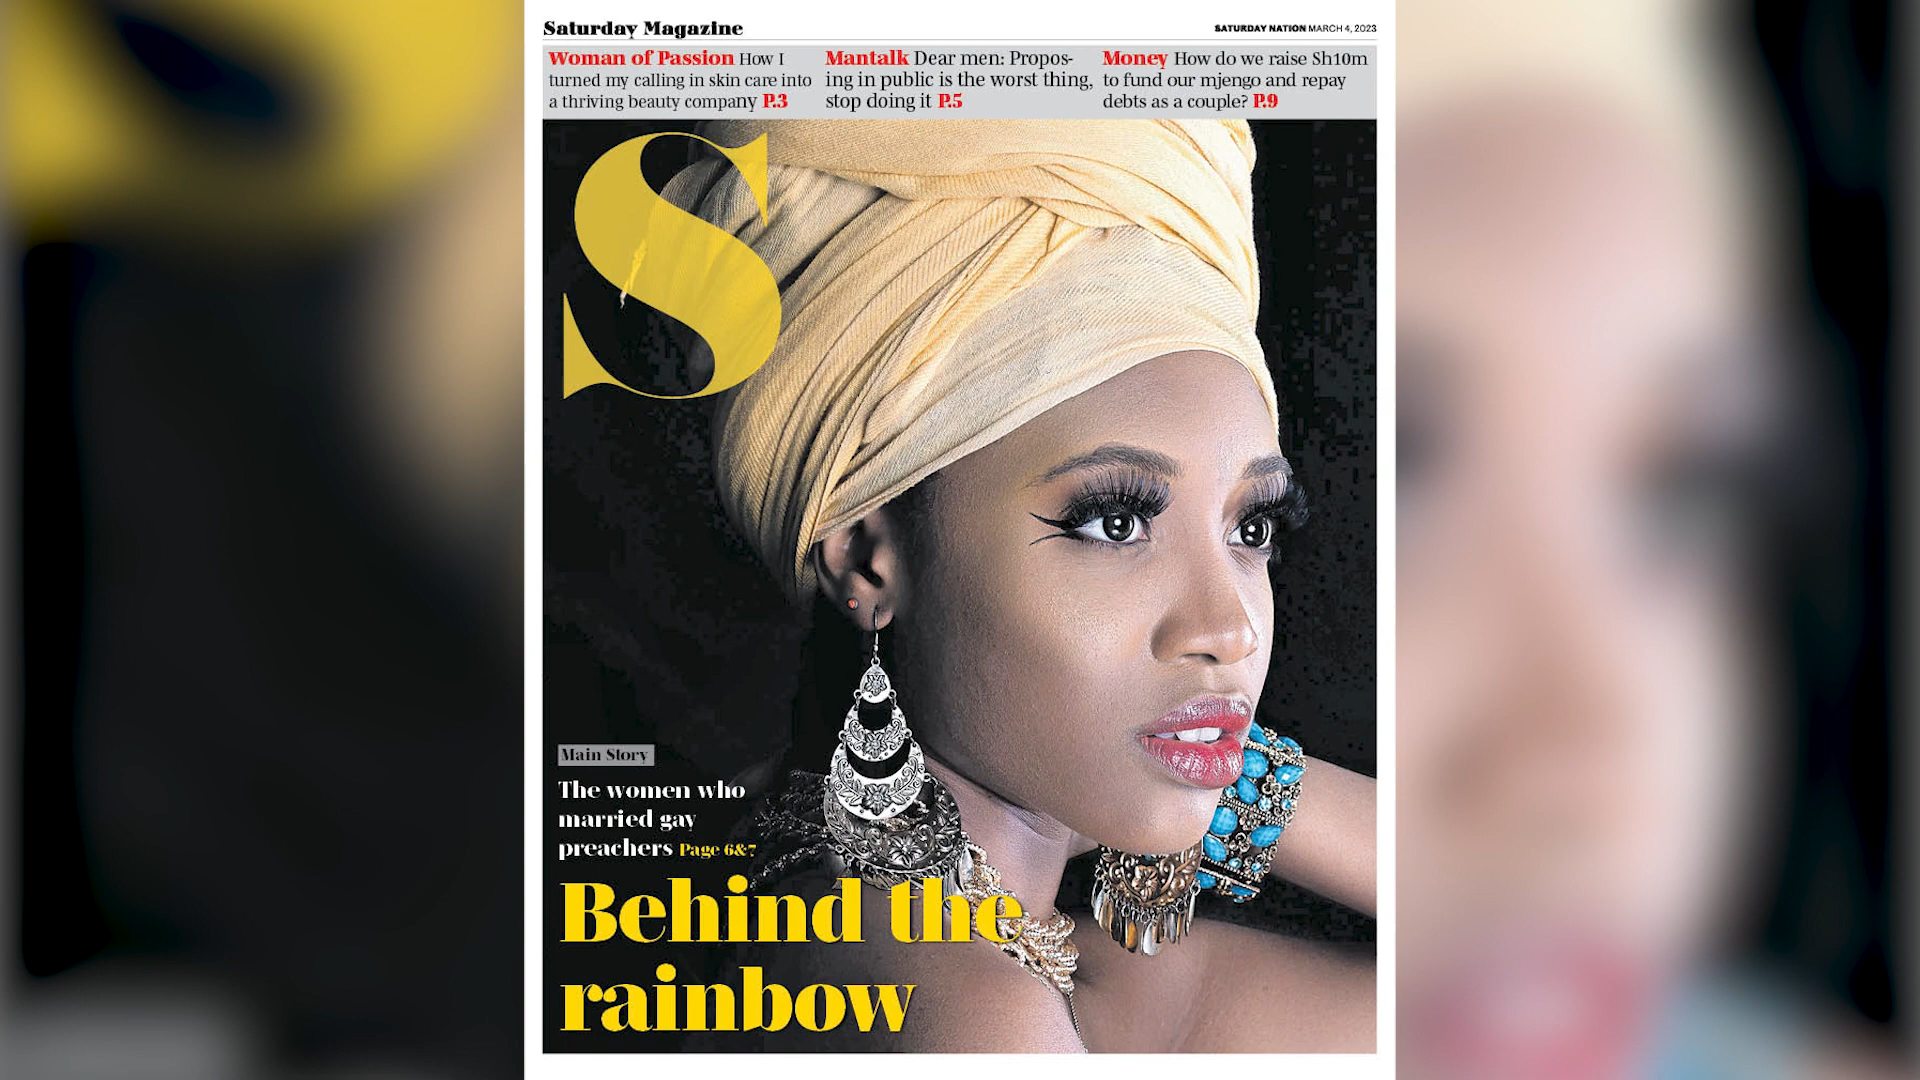 Saturday Magazine
SATURDAY NATION MARCH 4, 2023
Woman of Passion How I
turned my calling in skin care into
a thriving beauty company P.3
Mantalk Dear men: Propos-
ing in public is the worst thing,
stop doing it P.5
Money How do we raise Sh10m
to fund our mjengo and repay
debts as a couple? P.9
S
Main Story
The women who
married gay
preachers Page 6&7
Behind the
rainbow